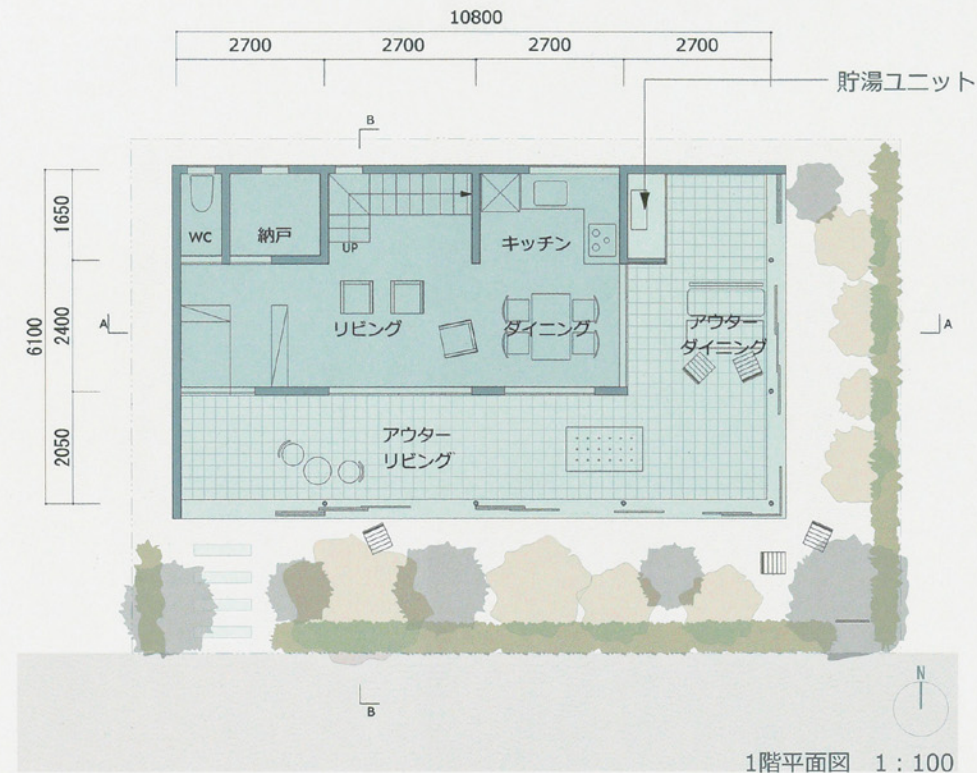 10800
2700
2700
2700
2700
貯湯ユニット
B
1650
2400
2050
6100
WC
納戸
UP
キッチン
A
リビング
ダイニング
アウター
ダイニング
A
アウター
リビング
B
N
1階平面図 1:100